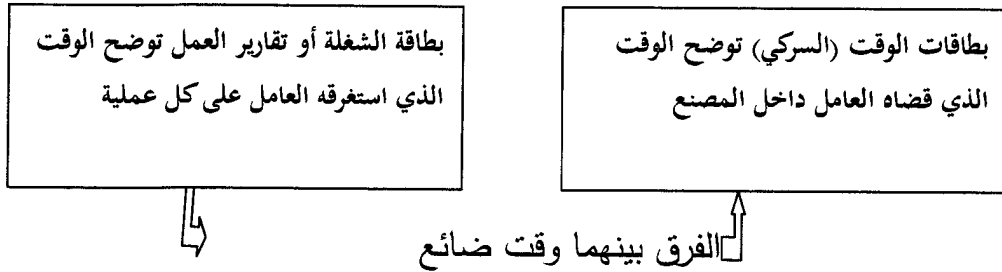 بطاقات الوقت (السركي) توضح الوقت
الذي قضاه العامل داخل المصنع
بطاقة الشغلة أو تقارير العمل توضح الوقت
الذي استغرقه العامل على كل عملية
الفرق بينهما وقت ضائع